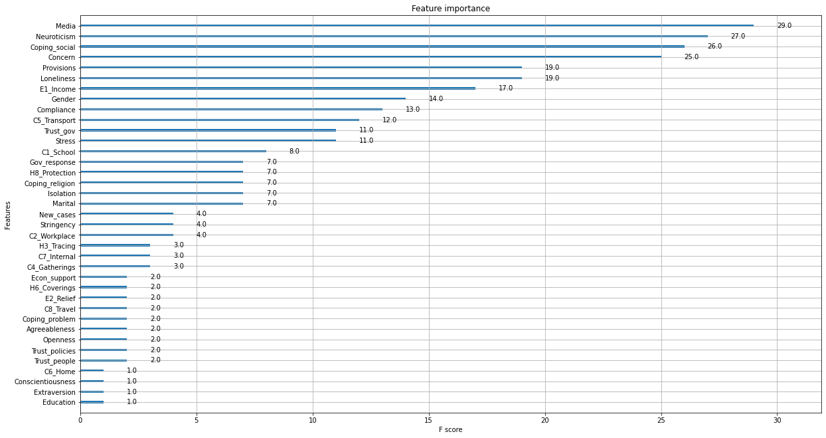 Feature importance
Features
Media 29.0
Neuroticism 27.0
Coping_social 26.0
Concern 25.0
Provisions 19.0
Loneliness 19.0
E1_Income 17.0
Gender 14.0
Compliance 13.0
C5_Transport 12.0
Trust_gov 11.0
Stress 11.0
C1_School 8.0
Gov_response 7.0
H8_Protection 7.0
Coping_religion 7.0
Isolation 7.0
Marital 7.0
New_cases 4.0
Stringency 4.0
C2_Workplace 4.0
H3_Tracing 3.0
C7_Internal 3.0
C4_Gatherings 3.0
Econ_support 2.0
H6_Coverings 2.0
E2_Relief 2.0
C8_Travel 2.0
Coping_problem 2.0
Agreeableness 2.0
Openness 2.0
Trust_policies 2.0
Trust_people 2.0
C6_Home 1.0
Conscientiousness 1.0
Extraversion 1.0
Education 1.0
0 5 10 15 20 25 30
F score